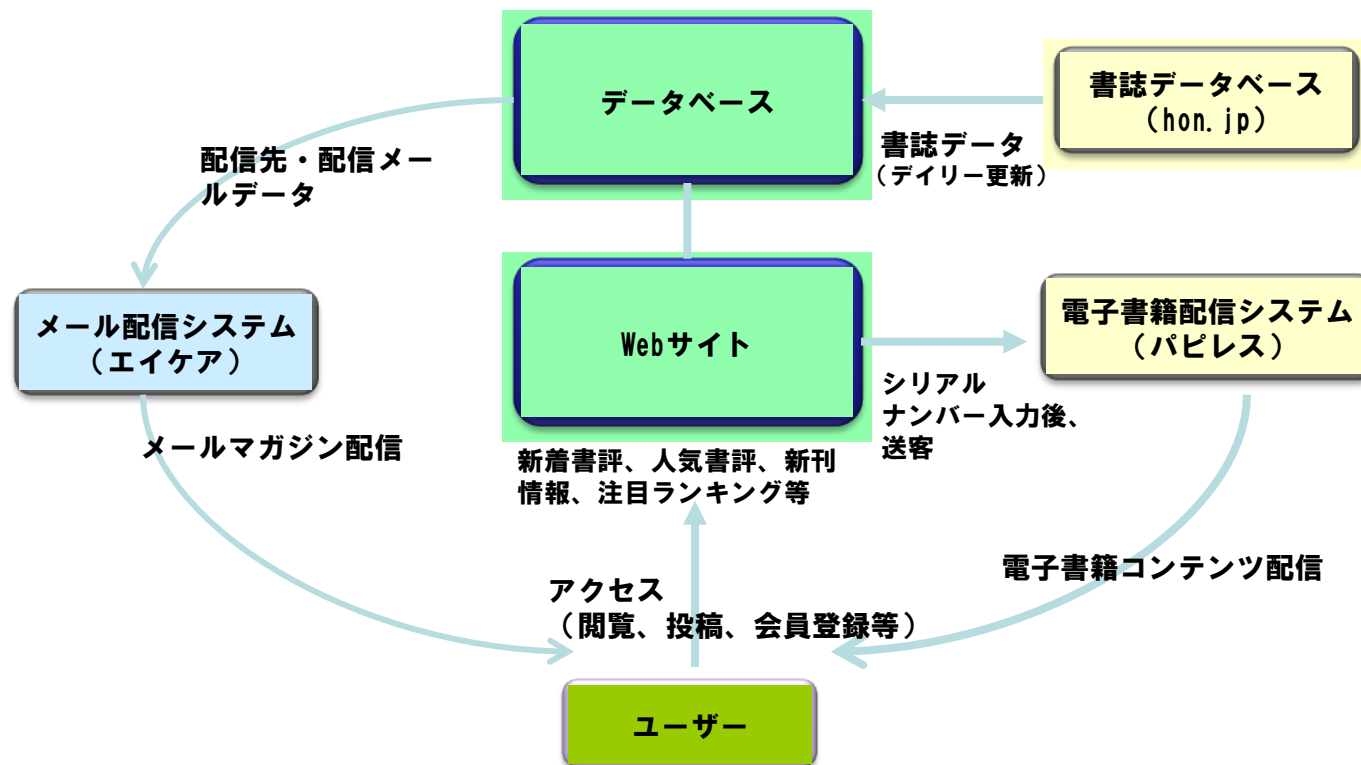 データベース
書誌データベース
（hon.jp）
書誌データ
（デイリー更新）
配信先・配信メー
ルデータ
メール配信システム
（エイケア）
Webサイト
電子書籍配信システム
（パピレス）
シリアル
ナンバー入力後、
送客
メールマガジン配信
新着書評、人気書評、新刊
情報、注目ランキング等
電子書籍コンテンツ配信
アクセス
（閲覧、投稿、会員登録等）
ユーザー